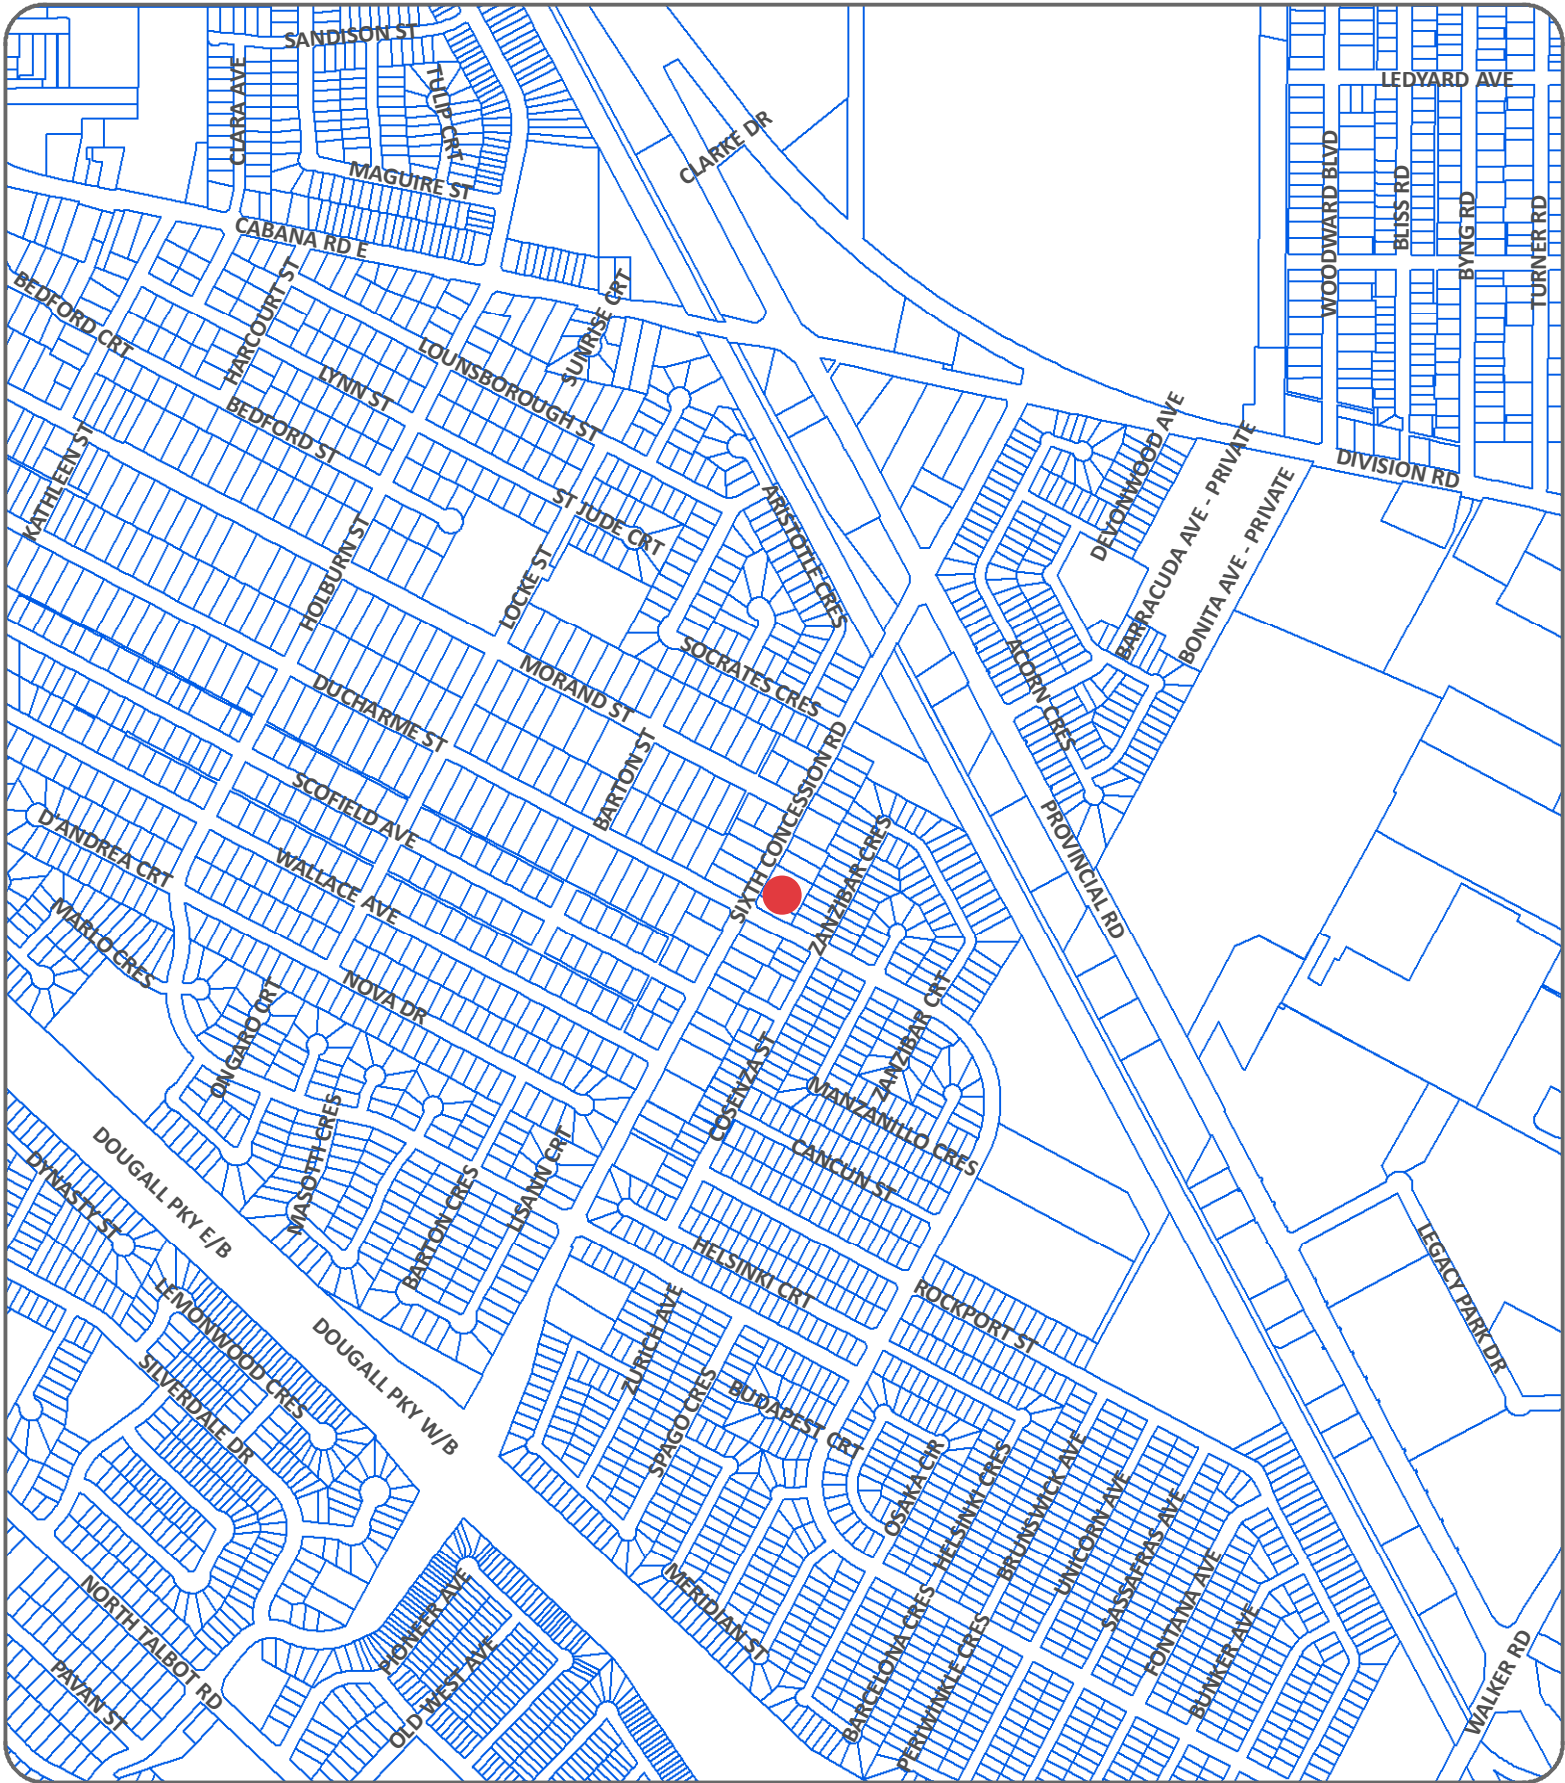 SANDISON ST
CLARA AVE
TULIP CRT
LEDYARD AVE
CLARKE DR
MAGUIRE ST
WOODWARD BLVD
BLISS RD
BYNG RD
TURNER RD
CABANA RD E
BEDFORD CRT
HARCOURT ST
SUNRISE CRT
LOUNSBOROUGH ST
LYNN ST
BEDFORD ST
KATHLEEN ST
DEVONWOOD AVE
BARRACUDA AVE - PRIVATE
BONITA AVE - PRIVATE
DIVISION RD
ST JUDE CRT
ARISTOTLE CRES
HOLBURN ST
LOCKE ST
SOCRATES CRES
MORAND ST
ACORN CRES
DUCHARME ST
BARTON ST
SIXTH CONCESSION RD
SCOFIELD AVE
ZANZIBAR CRES
PROVINCIAL RD
D'ANDREA CRT
WALLACE AVE
MARLO CRES
NOVA DR
ONGARO CRT
ZANZIBAR CRT
COSENZA ST
MANZANILLO CRES
CANCUN ST
MASOTTI CRES
BARTON CRES
LISANN CRT
DOUGALL PKY E/B
DYNASTY ST
HELSINKI CRT
ROCKPORT ST
LEGACY PARK DR
LEMONWOOD CRES
DOUGALL PKY W/B
SILVERDALE DR
ZURICH AVE
SPAGO CRES
BUDAPEST CRT
OSAKA CIR
HELSINKI CRES
BRUNSWICK AVE
UNICORN AVE
SASSAFRAS AVE
FONTANA AVE
BUNKER AVE
MERIDIAN ST
BARCELONA CRES
PERIWINKLE CRES
NORTH TALBOT RD
PIONEER AVE
OLD WEST AVE
PAVAN ST
WALKER RD